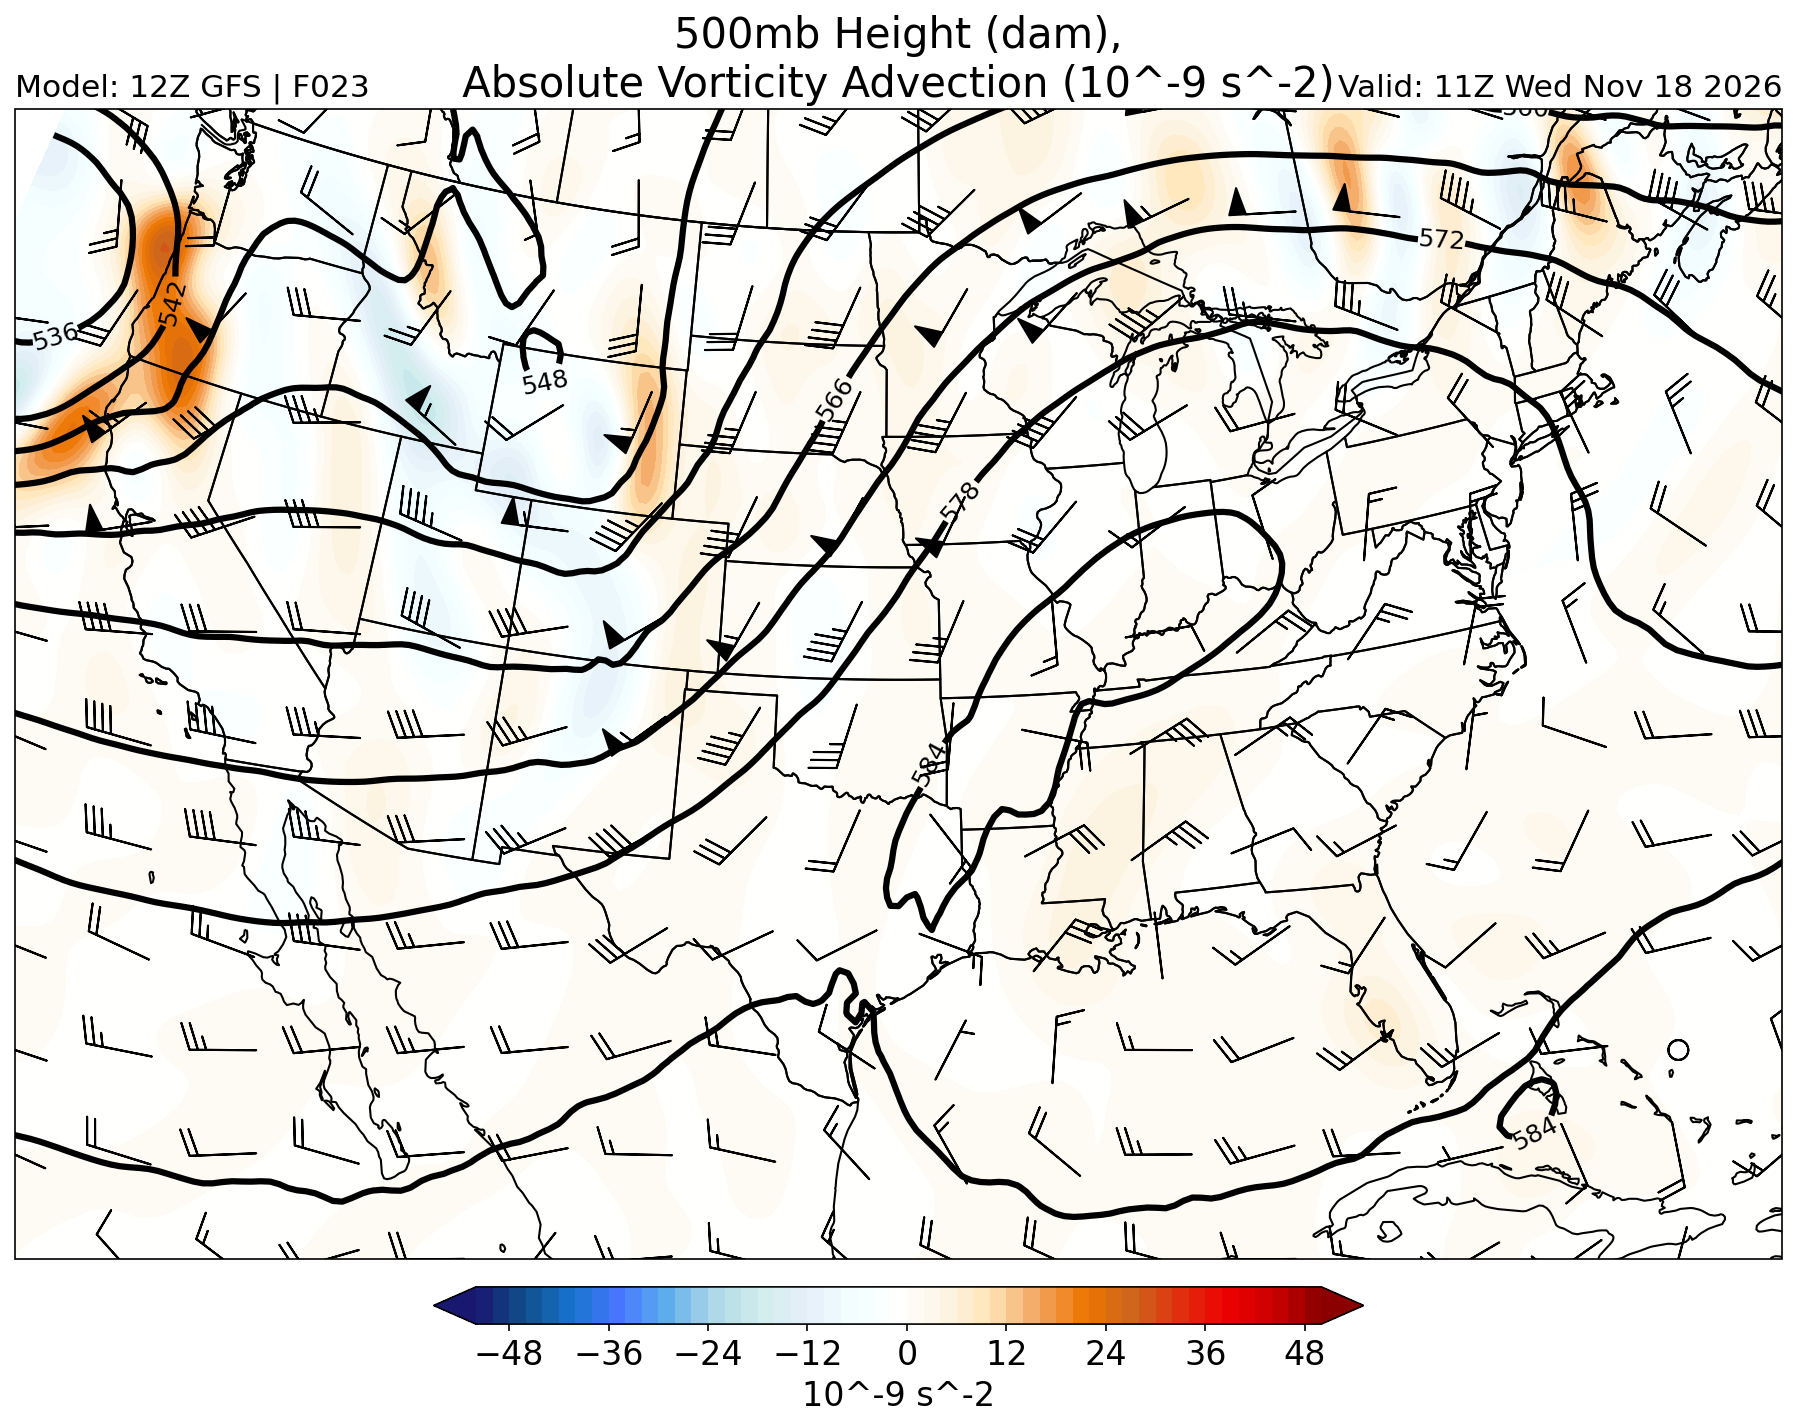 500mb Height (dam),
Absolute Vorticity Advection (10^-9 s^-2)
Model: 12Z GFS | F023
Valid: 11Z Wed Nov 18 2026
572
542
536
548
566
578
584
584
−48 −36 −24 −12 0 12 24 36 48
10^-9 s^-2